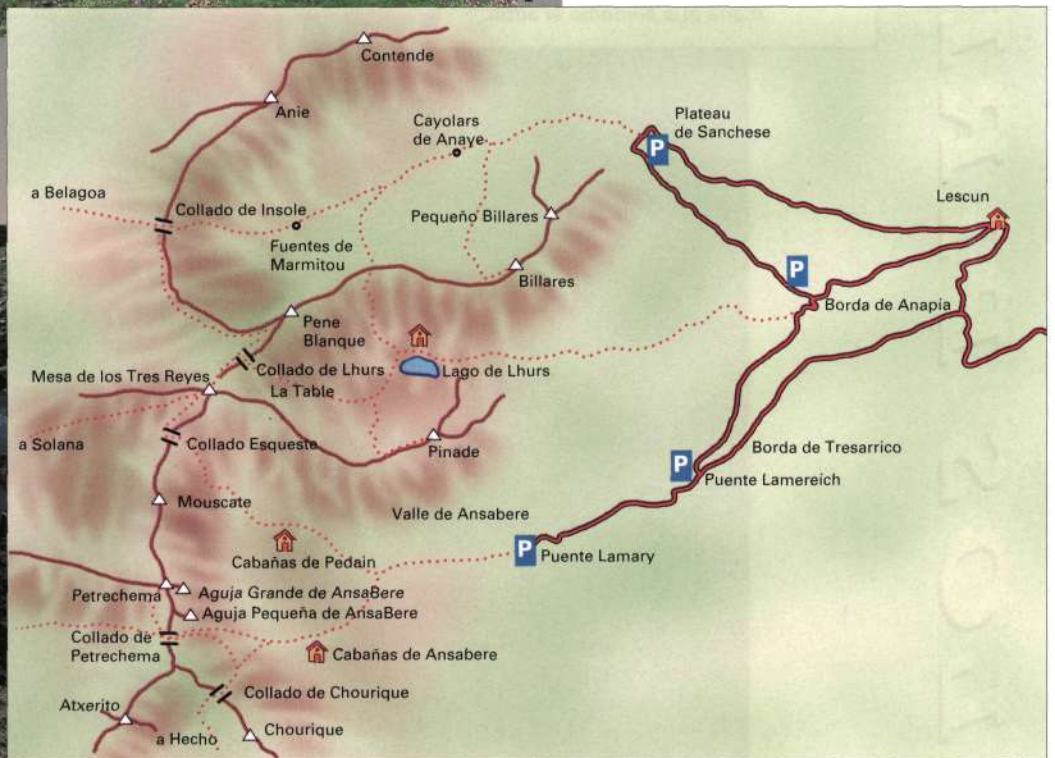 Contende
Anie
Cayolars
de Anaye
Plateau
de Sanchese
P
a Belagoa
Collado de Insole
Pequeño Billares
Lescun
Fuentes de
Marmitou
Billares
P
Borda de Anapía
Pene
Blanque
Collado de Lhurs
Lago de Lhurs
Mesa de los Tres Reyes
La Table
a Solana
Collado Esqueste
Pinade
Borda de Tresarrico
P
Puente Lamereich
Mouscate
Valle de Ansabere
P
Puente Lamary
Cabañas de Pedain
Petrechema
Aguja Grande de AnsaBere
Aguja Pequeña de AnsaBere
Collado de
Petrechema
Cabañas de Ansabere
Collado de Chourique
Atxerito
a Hecho
Chourique